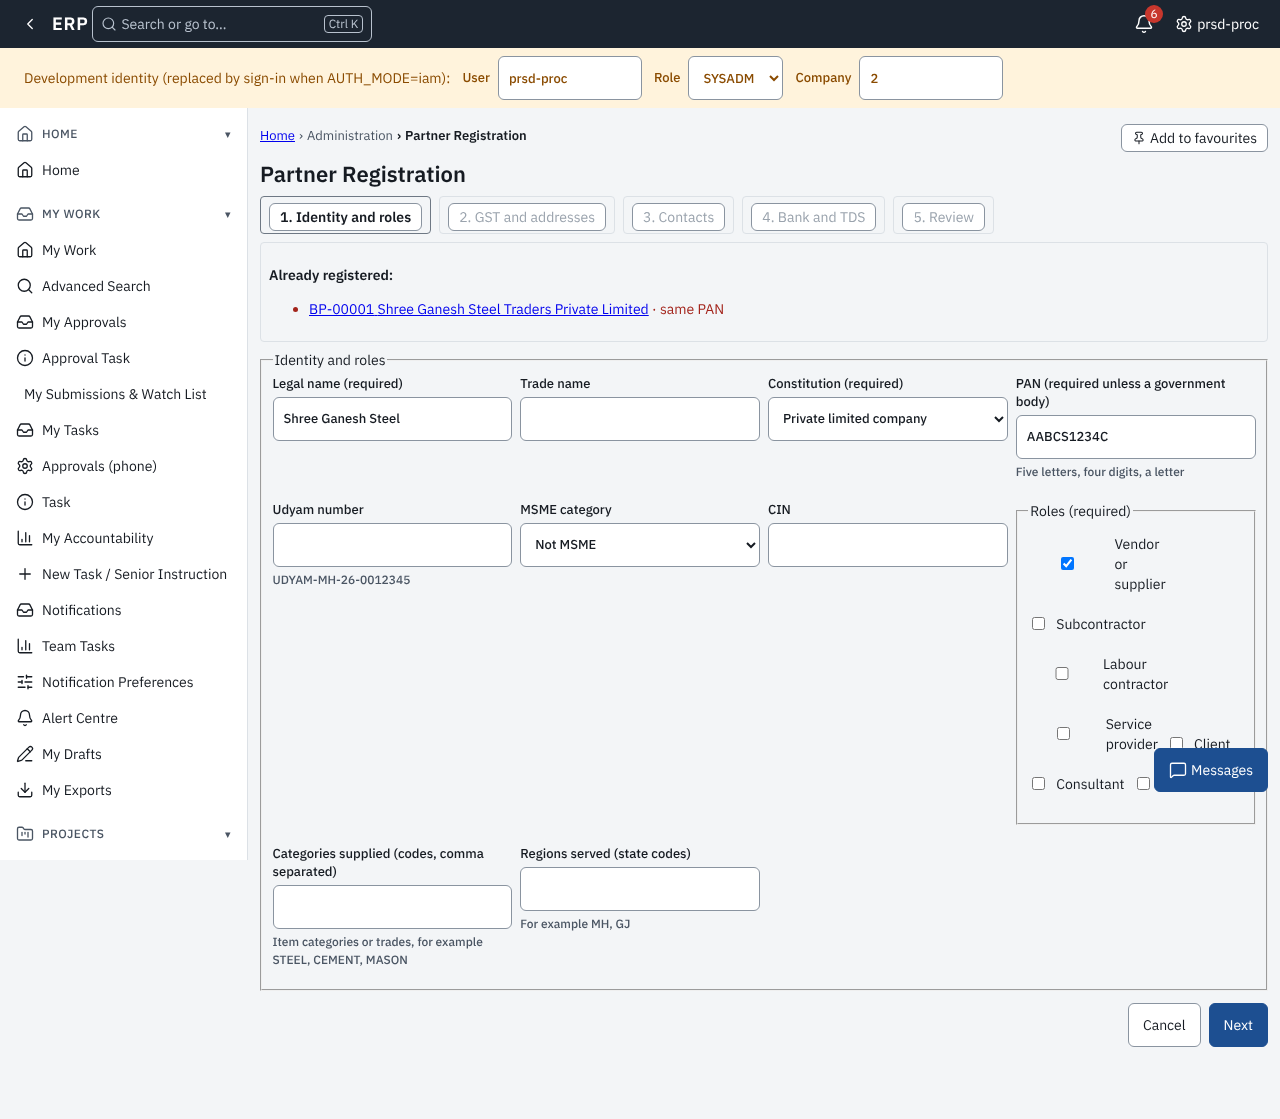 ERP
Search or go to...
Ctrl K
6
prsd-proc
Development identity (replaced by sign-in when AUTH_MODE=iam):
User
prsd-proc
Role
SYSADM
Company
2
HOME
Home
MY WORK
My Work
Advanced Search
My Approvals
Approval Task
My Submissions & Watch List
My Tasks
Approvals (phone)
Task
My Accountability
New Task / Senior Instruction
Notifications
Team Tasks
Notification Preferences
Alert Centre
My Drafts
My Exports
PROJECTS
Home › Administration › Partner Registration
Add to favourites
Partner Registration
1. Identity and roles
2. GST and addresses
3. Contacts
4. Bank and TDS
5. Review
Already registered:
BP-00001 Shree Ganesh Steel Traders Private Limited · same PAN
Identity and roles
Legal name (required)
Shree Ganesh Steel
Trade name
Constitution (required)
Private limited company
PAN (required unless a government
body)
AABCS1234C
Five letters, four digits, a letter
Udyam number
UDYAM-MH-26-0012345
MSME category
Not MSME
CIN
Roles (required)
Vendor
or
supplier
Subcontractor
Labour
contractor
Service
provider
Client
Consultant
Messages
Categories supplied (codes, comma
separated)
Item categories or trades, for example
STEEL, CEMENT, MASON
Regions served (state codes)
For example MH, GJ
Cancel
Next